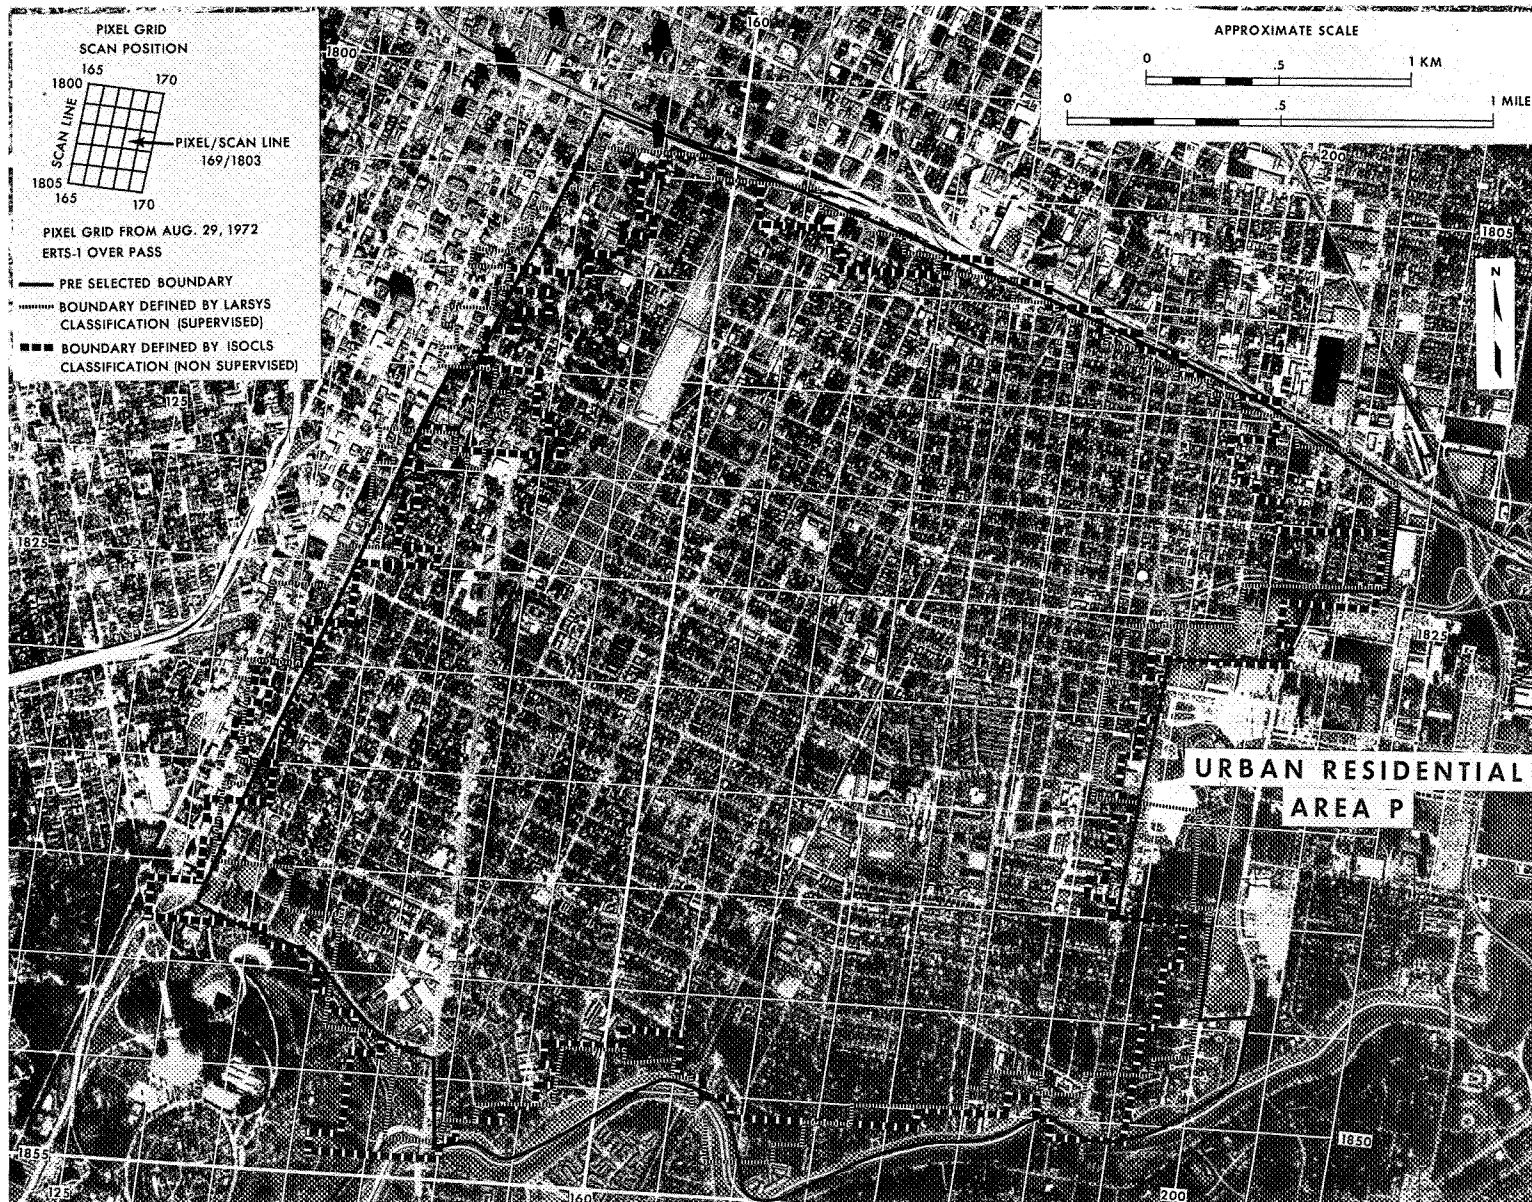 PIXEL GRID
SCAN POSITION
165
170
1800
SCAN LINE
PIXEL/SCAN LINE
169/1803
1805
165
170
PIXEL GRID FROM AUG. 29, 1972
ERTS-1 OVER PASS
PRE SELECTED BOUNDARY
BOUNDARY DEFINED BY LARSYS
CLASSIFICATION (SUPERVISED)
BOUNDARY DEFINED BY ISOCLS
CLASSIFICATION (NON SUPERVISED)
1800
160
APPROXIMATE SCALE
0 .5 1 KM
0 .5 1 MILE
200
1805
N
125
1825
1825
URBAN RESIDENTIAL
AREA P
1855
125
160
200
1850